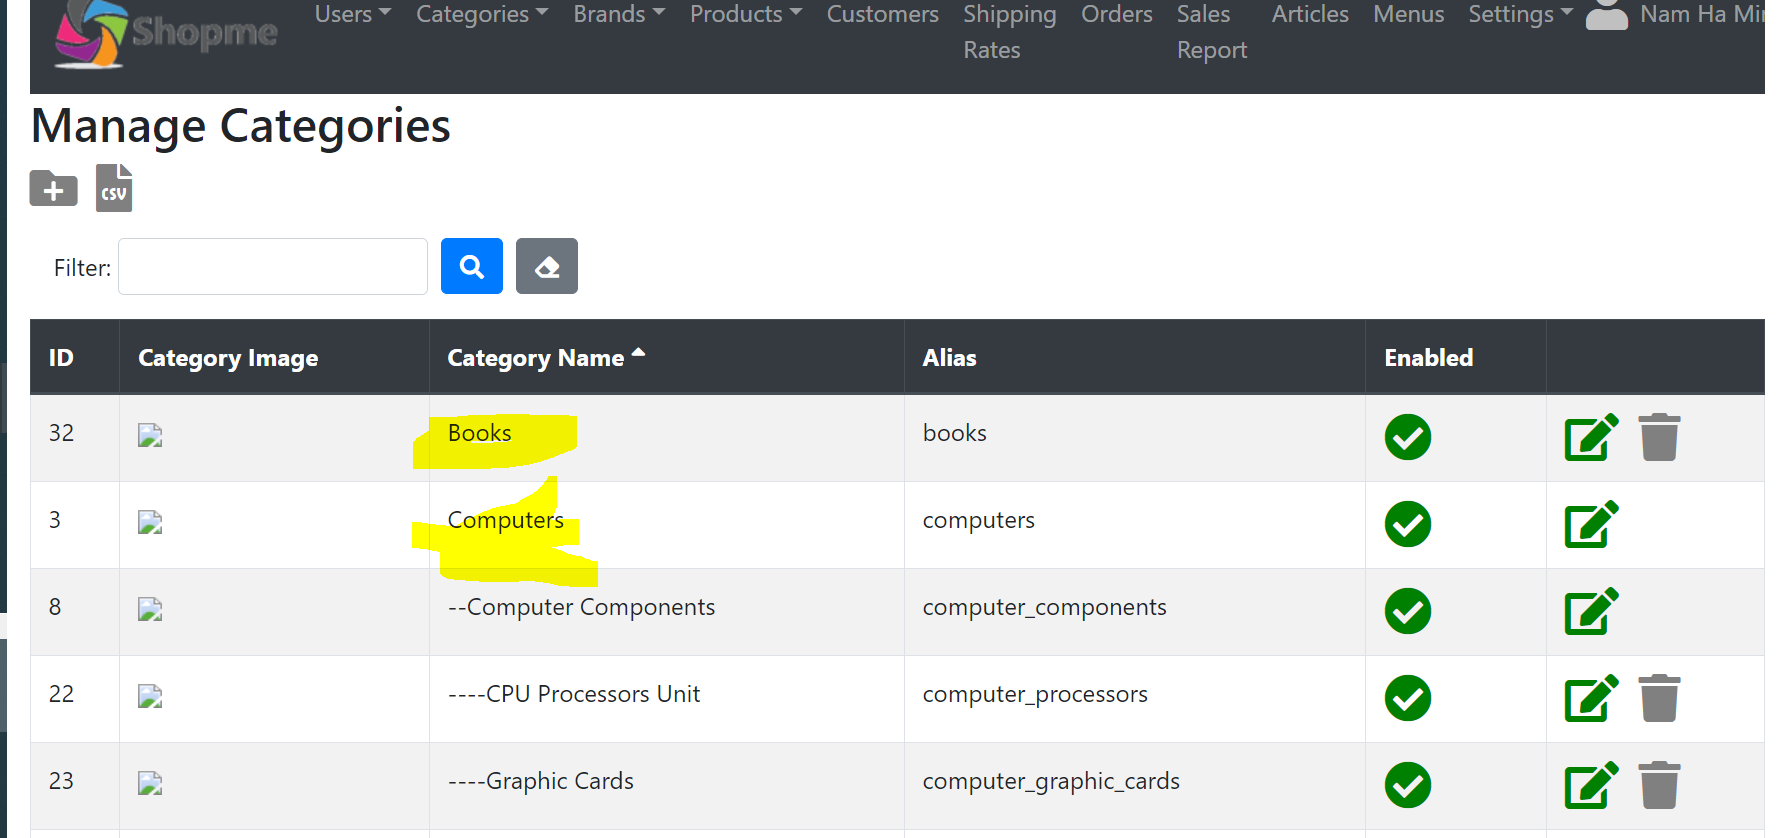 Shopme Users Categories Brands Products Customers Shipping Rates Orders Sales Report Articles Menus Settings Nam Ha
Manage Categories
CSV
Filter:
ID Category Image Category Name Alias Enabled
32 Books books
3 Computers computers
8 --Computer Components computer_components
22 ----CPU Processors Unit computer_processors
23 ----Graphic Cards computer_graphic_cards